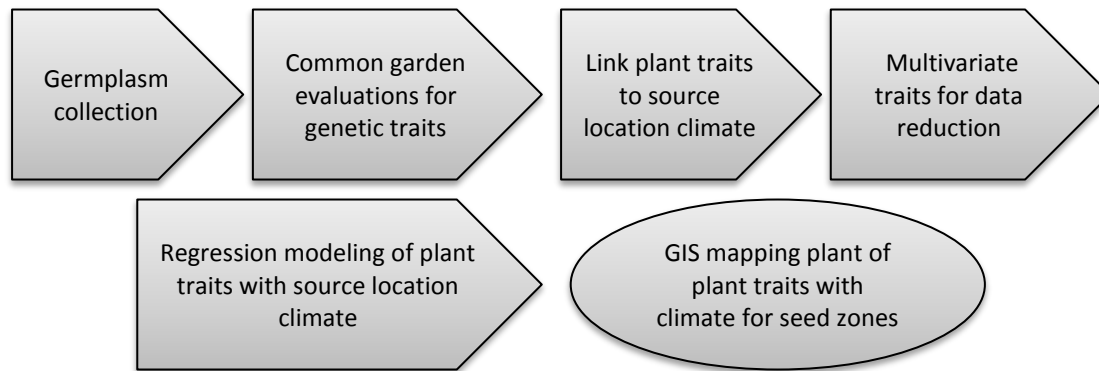 Germplasm
collection
Common garden
evaluations for
genetic traits
Link plant traits
to source
location climate
Multivariate
traits for data
reduction
Regression modeling of plant
traits with source location
climate
GIS mapping plant of
plant traits with
climate for seed zones